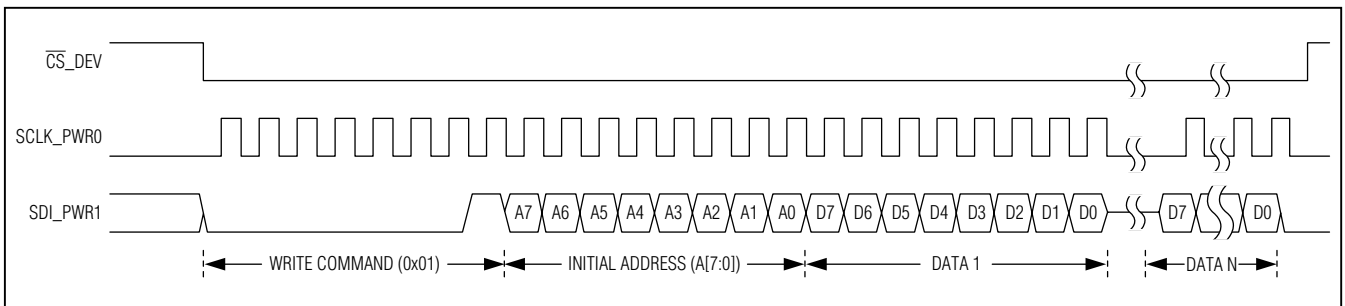 CS_DEV
SCLK_PWR0
SDI_PWR1
A7 A6 A5 A4 A3 A2 A1 A0 D7 D6 D5 D4 D3 D2 D1 D0 D7 D0
WRITE COMMAND (0x01) INITIAL ADDRESS (A[7:0]) DATA 1 DATA N